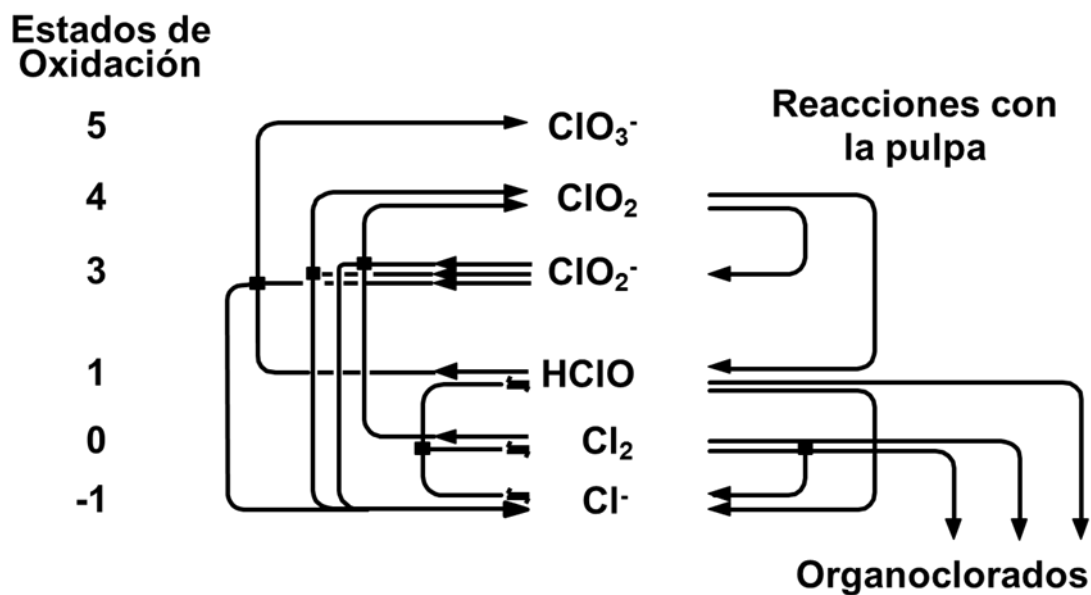 Estados de
Oxidación
Reacciones con
la pulpa
5 ClO₃⁻
4 ClO₂
3 ClO₂⁻
1 HClO
0 Cl₂
-1 Cl⁻
Organoclorados